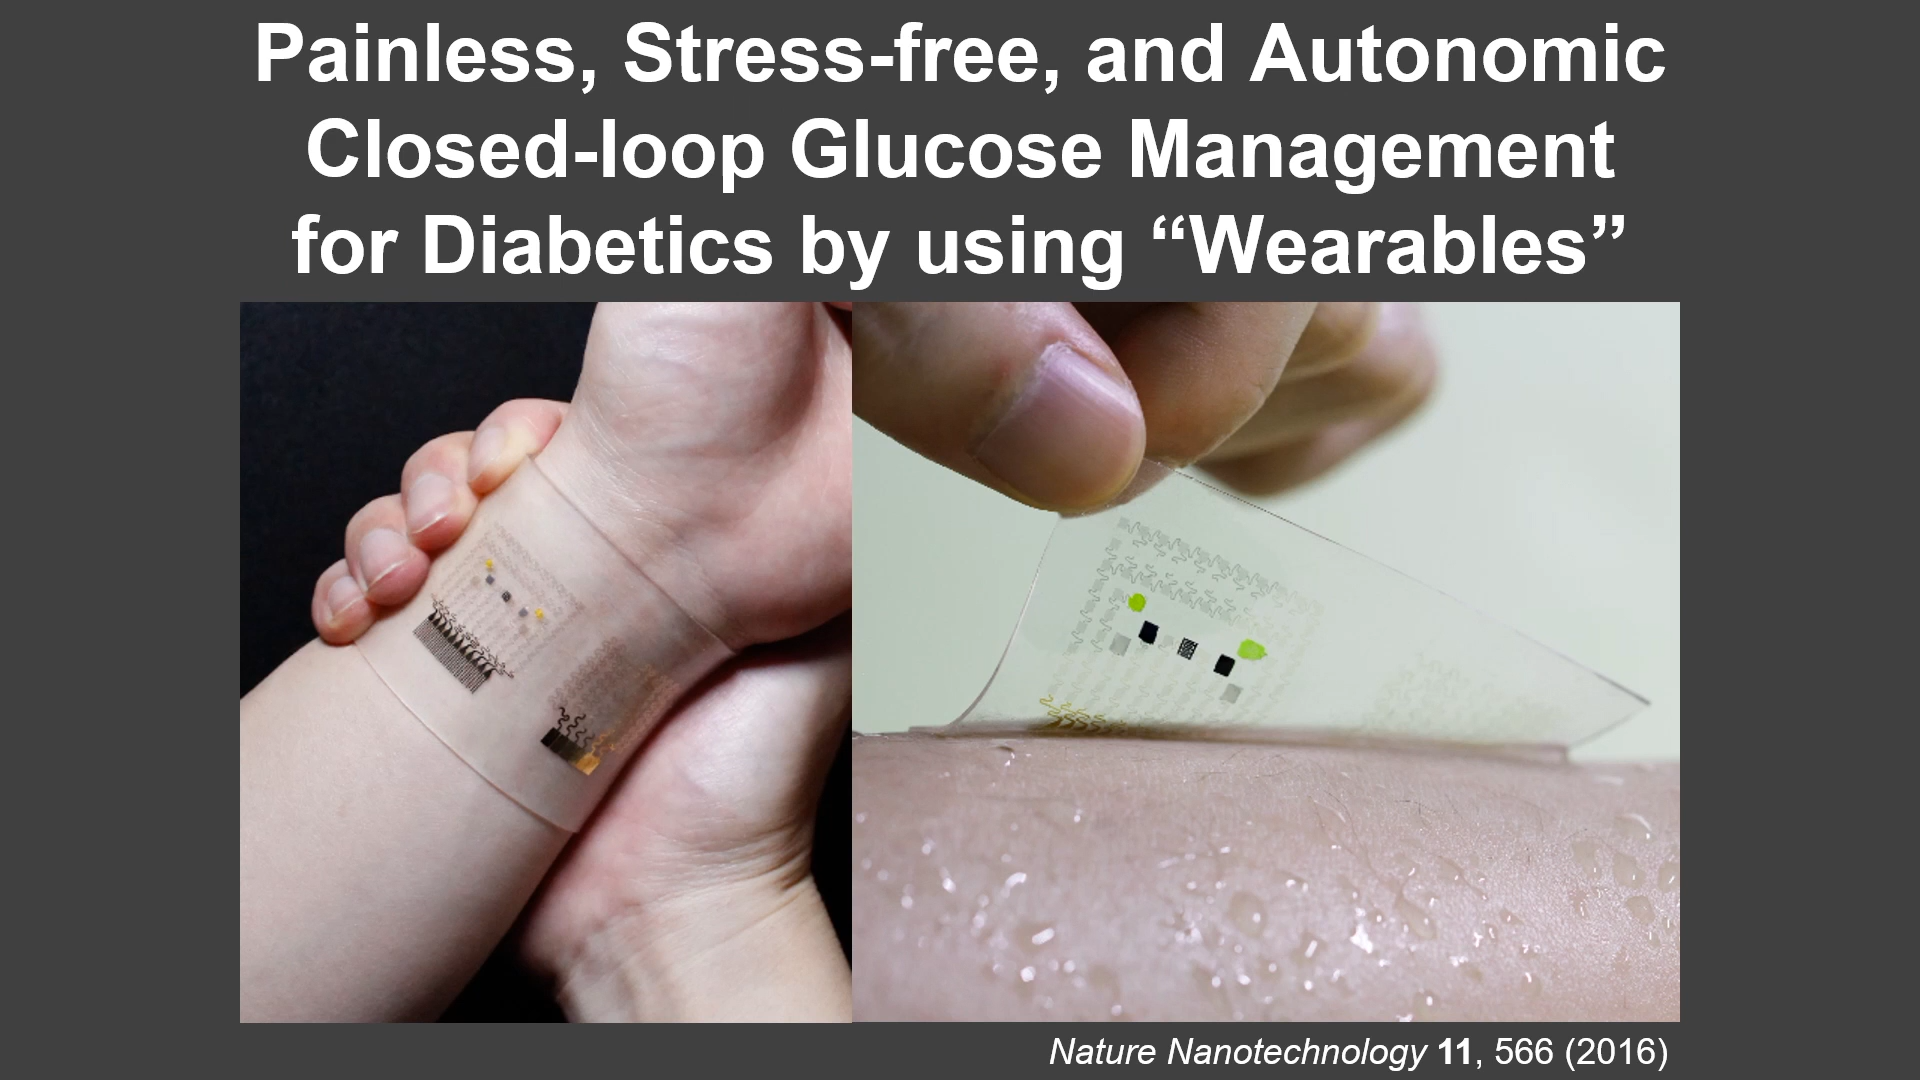 Painless, Stress-free, and Autonomic
Closed-loop Glucose Management
for Diabetics by using “Wearables”
Nature Nanotechnology 11, 566 (2016)